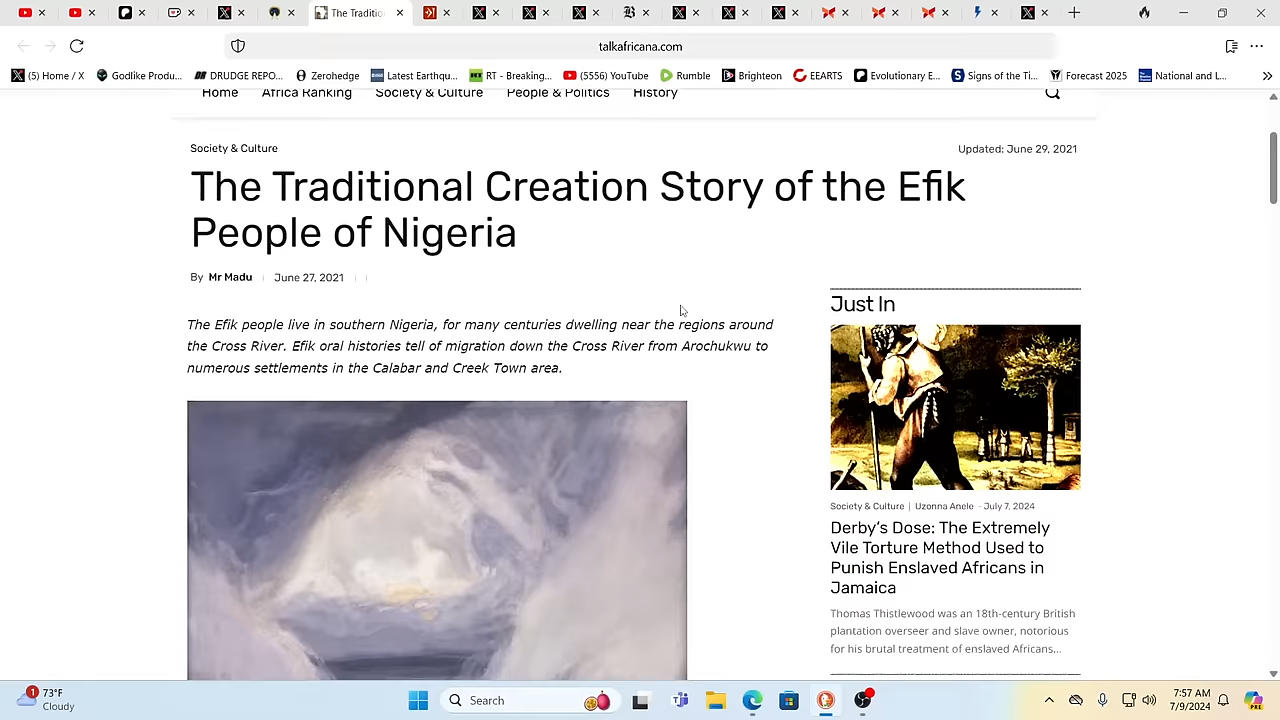 The Traditio
talkafricana.com
(5) Home / X
Godlike Produ...
DRUDGE REPO...
Zerohedge
Latest Earthqu...
RT - Breaking...
(5556) YouTube
Rumble
Brighteon
EEARTS
Evolutionary E...
Signs of the Ti...
Forecast 2025
National and L...
Home
Africa Ranking
Society & Culture
People & Politics
History
Society & Culture
Updated: June 29, 2021
The Traditional Creation Story of the Efik
People of Nigeria
By Mr Madu
June 27, 2021
The Efik people live in southern Nigeria, for many centuries dwelling near the regions around
the Cross River. Efik oral histories tell of migration down the Cross River from Arochukwu to
numerous settlements in the Calabar and Creek Town area.
Just In
Society & Culture | Uzonna Anele - July 7, 2024
Derby's Dose: The Extremely
Vile Torture Method Used to
Punish Enslaved Africans in
Jamaica
Thomas Thistlewood was an 18th-century British
plantation overseer and slave owner, notorious
for his brutal treatment of enslaved Africans...
1
73°F
Cloudy
Search
7:57 AM
7/9/2024